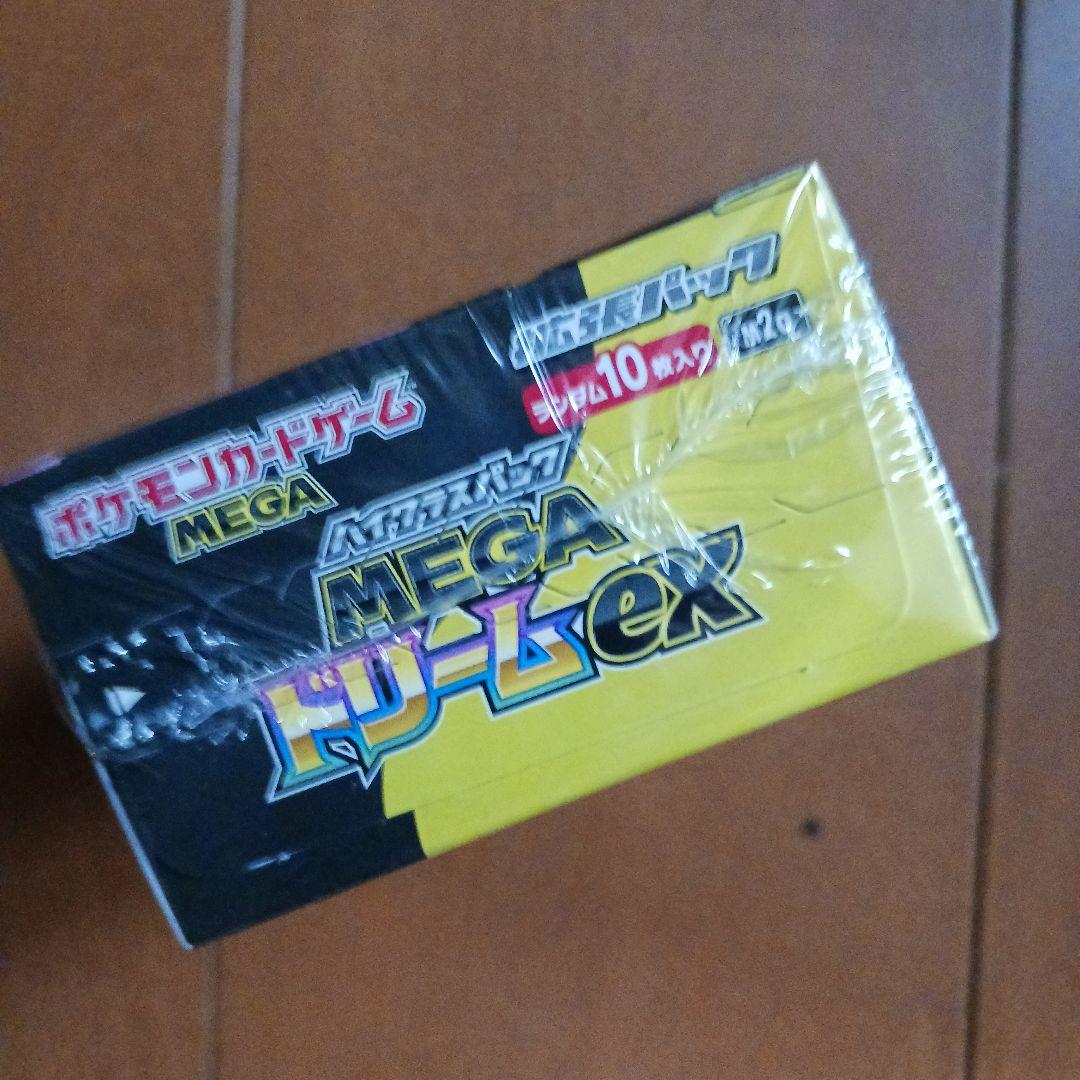 拡張パック
ランダム10枚入り
M2a
ポケモンカードゲーム
MEGA
ハイクラスパック
MEGA
ドリームex